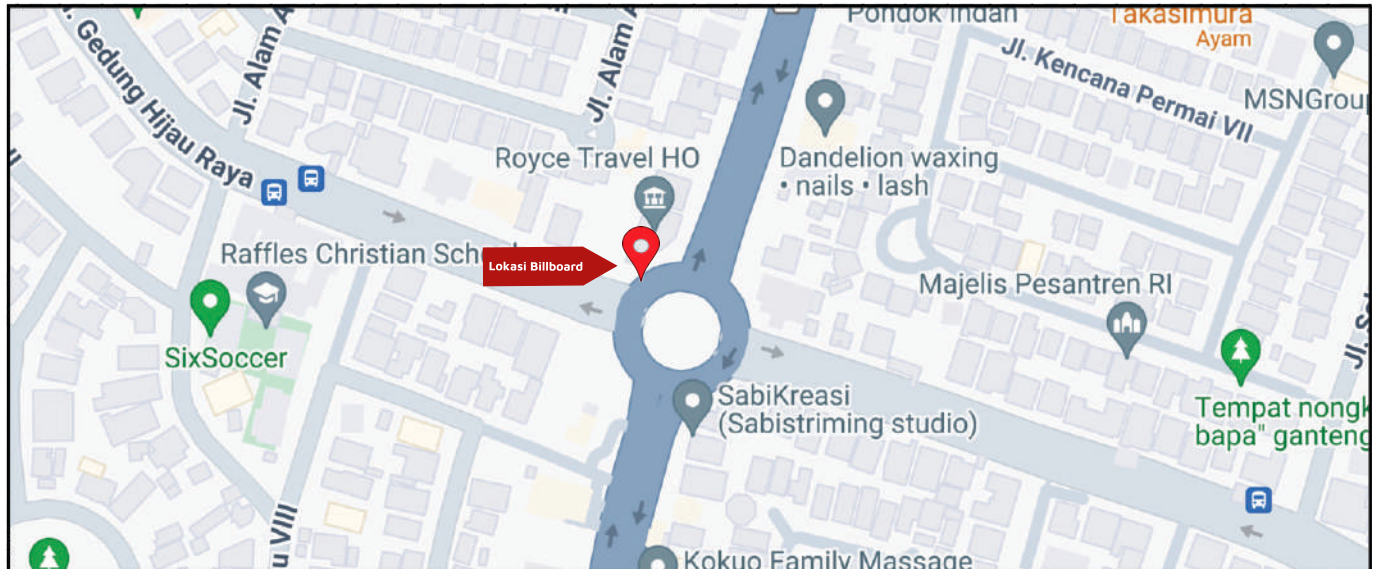 Pondok Indah
Takasimura
Ayam
Jl. Kencana Permai VII
MSNGroup
Gedung Hijau Raya
Jl. Alam A
Jl. Alam A
Royce Travel HO
Dandelion waxing
• nails • lash
Raffles Christian Sch
Lokasi Billboard
Majelis Pesantren RI
SixSoccer
SabiKreasi
(Sabistriming studio)
Tempat nongk
bapa" ganteng
u VIII
Kokuo Family Massage